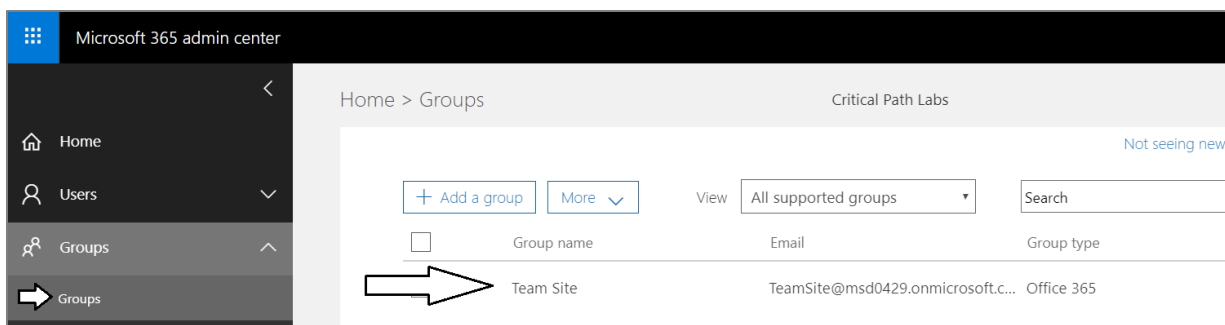 Microsoft 365 admin center
Home > Groups
Critical Path Labs
Home
Not seeing new
Users
+ Add a group
More
View
All supported groups
Search
Groups
Group name
Email
Group type
Groups
Team Site
TeamSite@msd0429.onmicrosoft.c...
Office 365